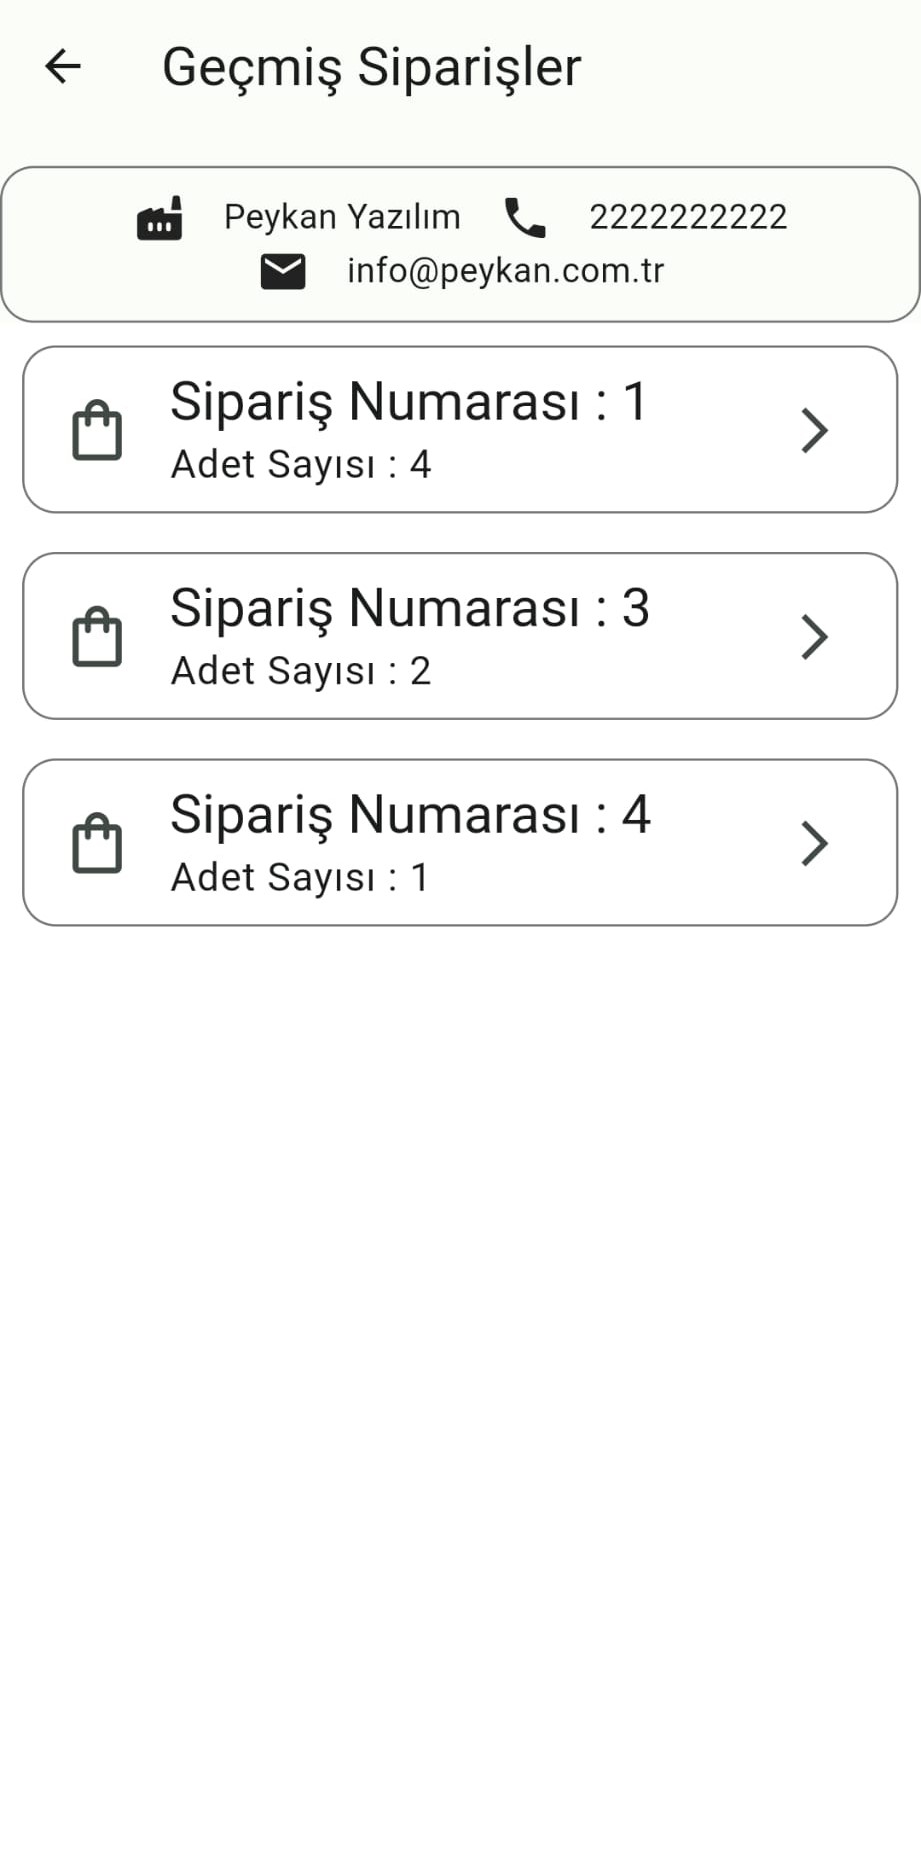 Geçmiş Siparişler
Peykan Yazılım 2222222222
info@peykan.com.tr
Sipariş Numarası : 1
Adet Sayısı : 4
Sipariş Numarası : 3
Adet Sayısı : 2
Sipariş Numarası : 4
Adet Sayısı : 1